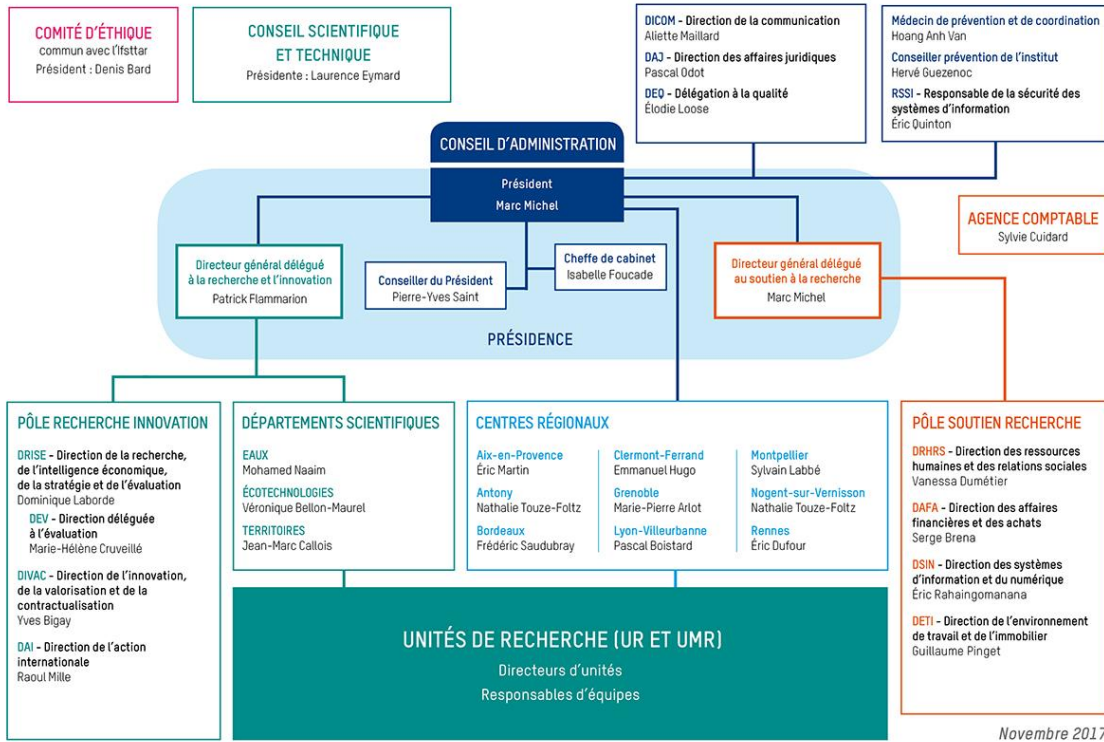 COMITÉ D'ÉTHIQUE
commun avec l'Ifsttar
Président : Denis Bard
CONSEIL SCIENTIFIQUE
ET TECHNIQUE
Présidente : Laurence Eymard
DICOM - Direction de la communication
Aliette Maillard
DAJ - Direction des affaires juridiques
Pascal Odot
DEQ - Délégation à la qualité
Élodie Loose
Médecin de prévention et de coordination
Hoang Anh Van
Conseiller prévention de l'institut
Hervé Guezenoc
RSSI - Responsable de la sécurité des
systèmes d'information
Éric Quinton
CONSEIL D'ADMINISTRATION
Président
Marc Michel
AGENCE COMPTABLE
Sylvie Cuidard
Directeur général délégué
à la recherche et l'innovation
Patrick Flammarion
Conseiller du Président
Pierre-Yves Saint
Cheffe de cabinet
Isabelle Foucade
Directeur général délégué
au soutien à la recherche
Marc Michel
PRÉSIDENCE
PÔLE RECHERCHE INNOVATION
DRISE - Direction de la recherche,
de l'intelligence économique,
de la stratégie et de l'évaluation
Dominique Laborde
DEV - Direction déléguée
à l'évaluation
Marie-Hélène Cruveillé
DIVAC - Direction de l'innovation,
de la valorisation et de la
contractualisation
Yves Bigay
DAI - Direction de l'action
internationale
Raoul Mille
DÉPARTEMENTS SCIENTIFIQUES
EAUX
Mohamed Naaim
ÉCOTECHNOLOGIES
Véronique Bellon-Maurel
TERRITOIRES
Jean-Marc Callois
CENTRES RÉGIONAUX
Aix-en-Provence
Éric Martin
Antony
Nathalie Touze-Foltz
Bordeaux
Frédéric Saudubray
Clermont-Ferrand
Emmanuel Hugo
Grenoble
Marie-Pierre Arlot
Lyon-Villeurbanne
Pascal Boistard
Montpellier
Sylvain Labbé
Nogent-sur-Vernisson
Nathalie Touze-Foltz
Rennes
Éric Dufour
PÔLE SOUTIEN RECHERCHE
DRHRS - Direction des ressources
humaines et des relations sociales
Vanessa Dumétier
DAFA - Direction des affaires
financières et des achats
Serge Brena
DSIN - Direction des systèmes
d'information et du numérique
Éric Rahaingomanana
DETI - Direction de l'environnement
de travail et de l'immobilier
Guillaume Pinget
UNITÉS DE RECHERCHE (UR ET UMR)
Directeurs d'unités
Responsables d'équipes
Novembre 2017